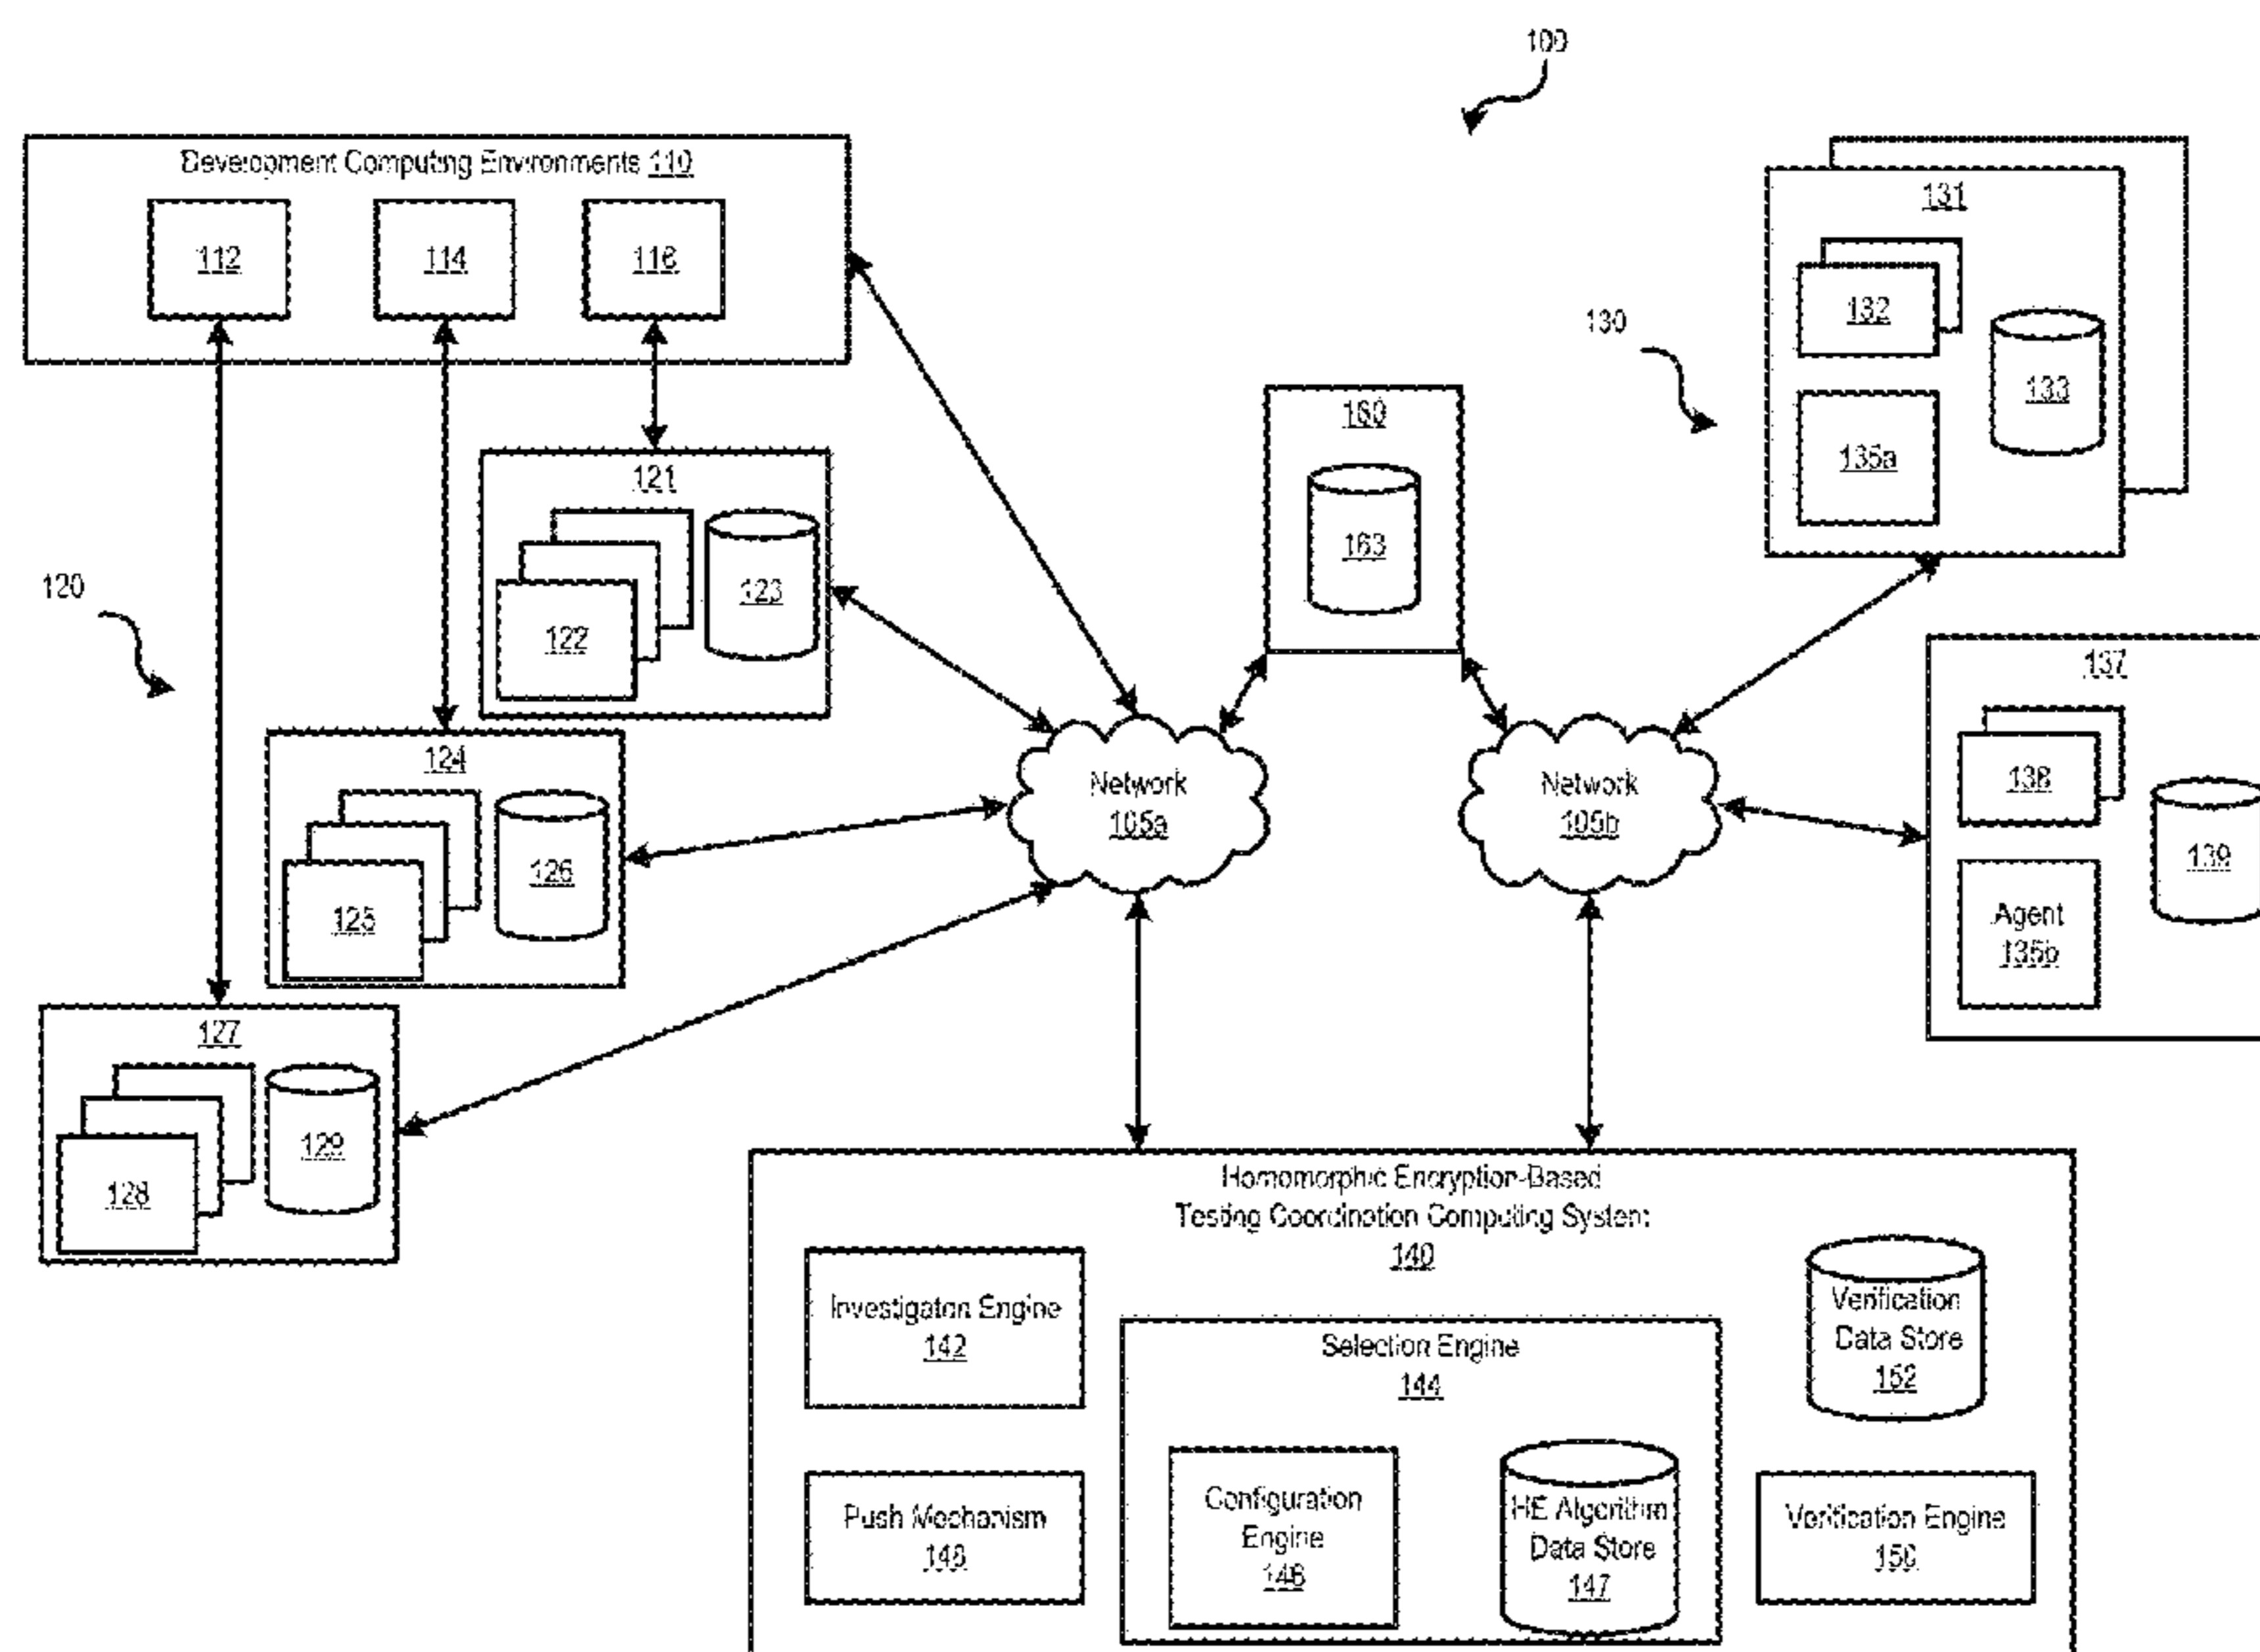 100
Development Computing Environments 110
112
114
116
131
132
133
135a
130
160
163
121
122
123
120
137
138
139
Agent
135b
124
125
126
Network
105a
Network
105b
127
128
129
Homomorphic Encryption-Based
Testing Coordination Computing System
140
Investigaton Engine
142
Selection Engine
144
Verification
Data Store
152
Push Mechanism
148
Configuration
Engine
146
HE Algorithm
Data Store
147
Verification Engine
150